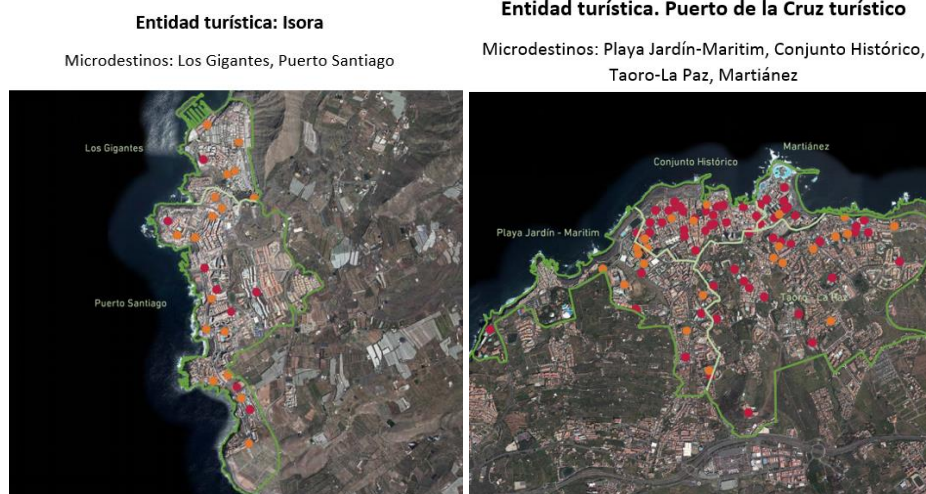 Entidad turística: Isora
Microdestinos: Los Gigantes, Puerto Santiago
Los Gigantes
Puerto Santiago
Entidad turística. Puerto de la Cruz turístico
Microdestinos: Playa Jardín-Maritim, Conjunto Histórico,
Taoro-La Paz, Martiánez
Martiánez
Conjunto Histórico
Playa Jardín - Maritim
Taoro - La Paz